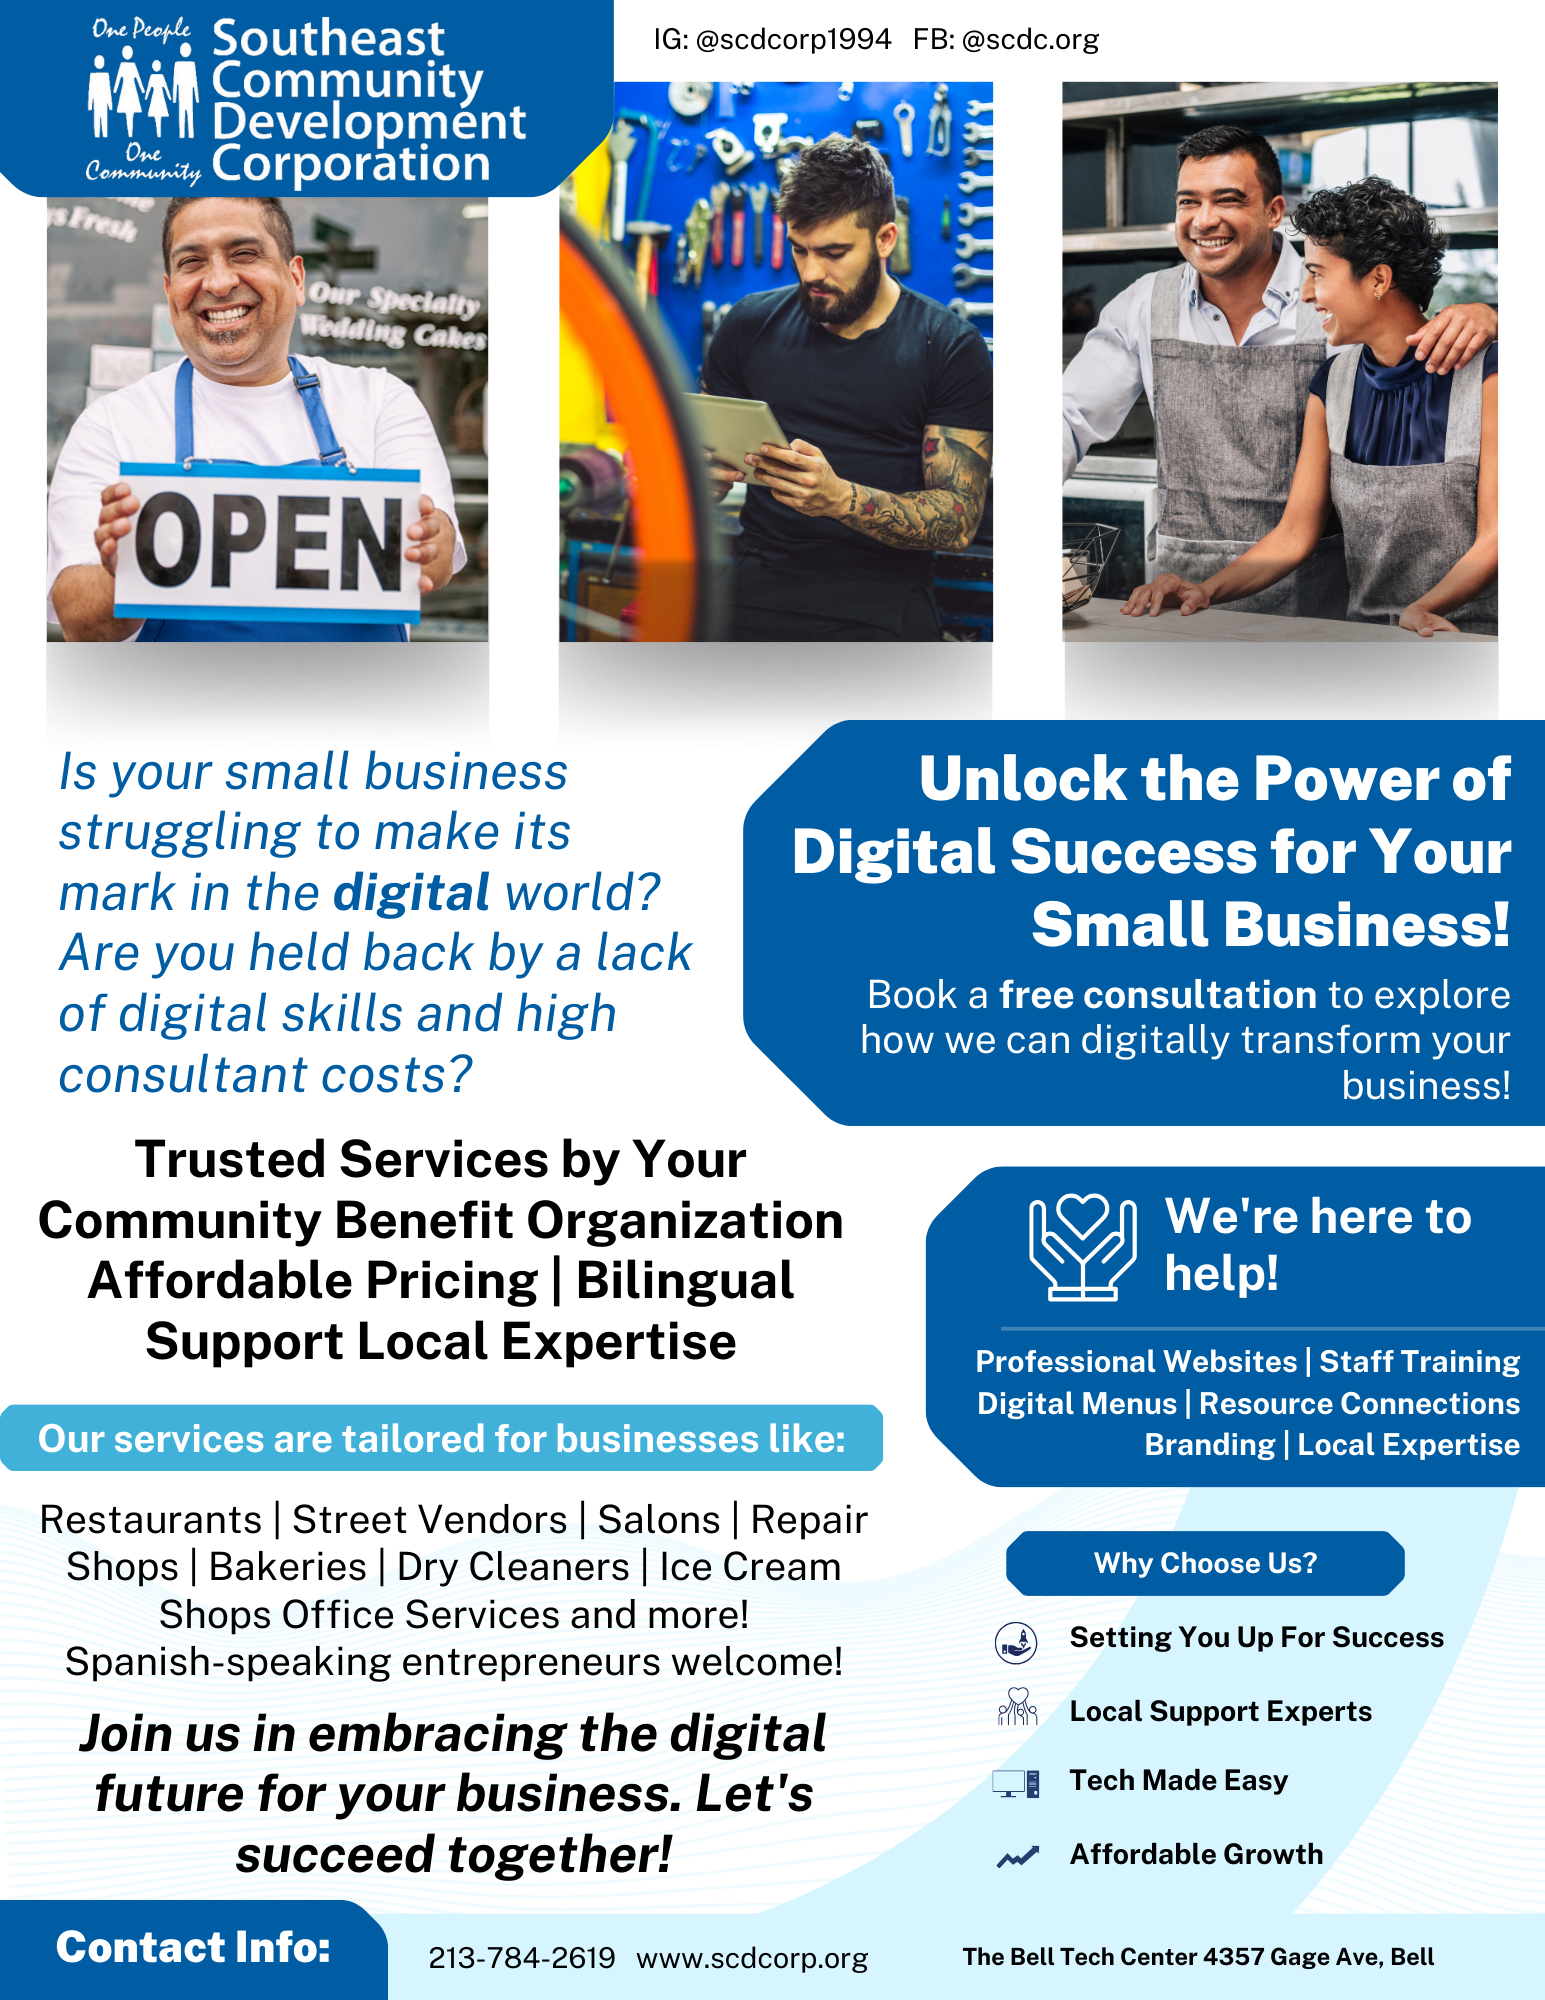 One People
One
Community
Southeast
Community
Development
Corporation
IG: @scdcorp1994 FB: @scdc.org
Fresh
Our Specialty
Wedding Cakes
OPEN
Is your small business
struggling to make its
mark in the digital world?
Are you held back by a lack
of digital skills and high
consultant costs?
Unlock the Power of
Digital Success for Your
Small Business!
Book a free consultation to explore
how we can digitally transform your
business!
Trusted Services by Your
Community Benefit Organization
Affordable Pricing | Bilingual
Support Local Expertise
We're here to
help!
Professional Websites | Staff Training
Digital Menus | Resource Connections
Branding | Local Expertise
Our services are tailored for businesses like:
Restaurants | Street Vendors | Salons | Repair
Shops | Bakeries | Dry Cleaners | Ice Cream
Shops Office Services and more!
Spanish-speaking entrepreneurs welcome!
Join us in embracing the digital
future for your business. Let's
succeed together!
Why Choose Us?
Setting You Up For Success
Local Support Experts
Tech Made Easy
Affordable Growth
Contact Info:
213-784-2619 www.scdcorp.org
The Bell Tech Center 4357 Gage Ave, Bell